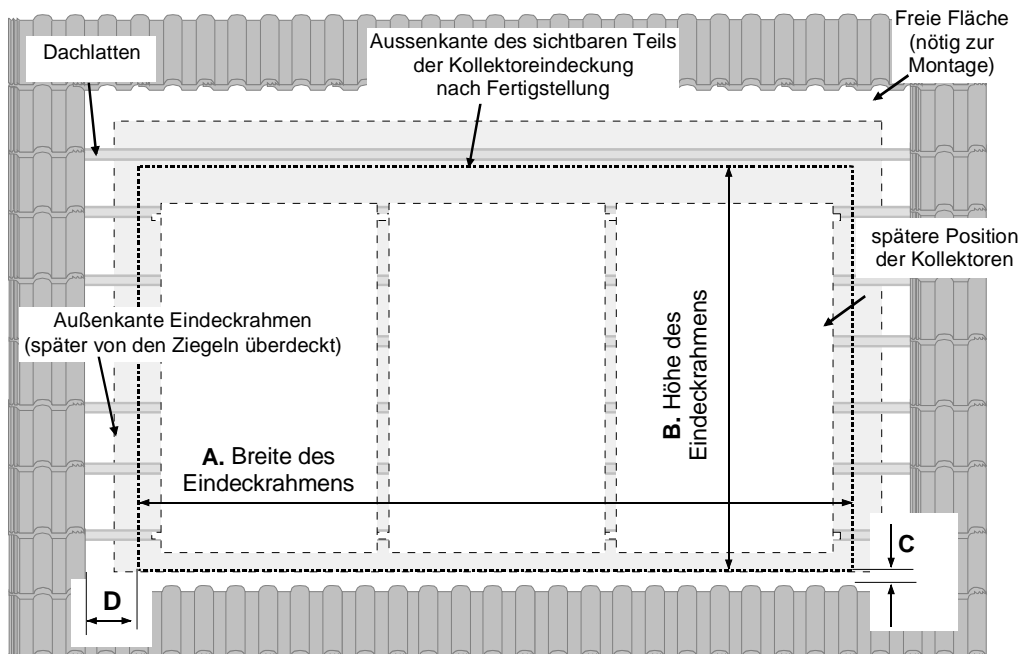 Dachlatten
Aussenkante des sichtbaren Teils
der Kollektoreindeckung
nach Fertigstellung
Freie Fläche
(nötig zur
Montage)
spätere Position
der Kollektoren
Außenkante Eindeckrahmen
(später von den Ziegeln überdeckt)
B. Höhe des
Eindeckrahmens
A. Breite des
Eindeckrahmens
C
D